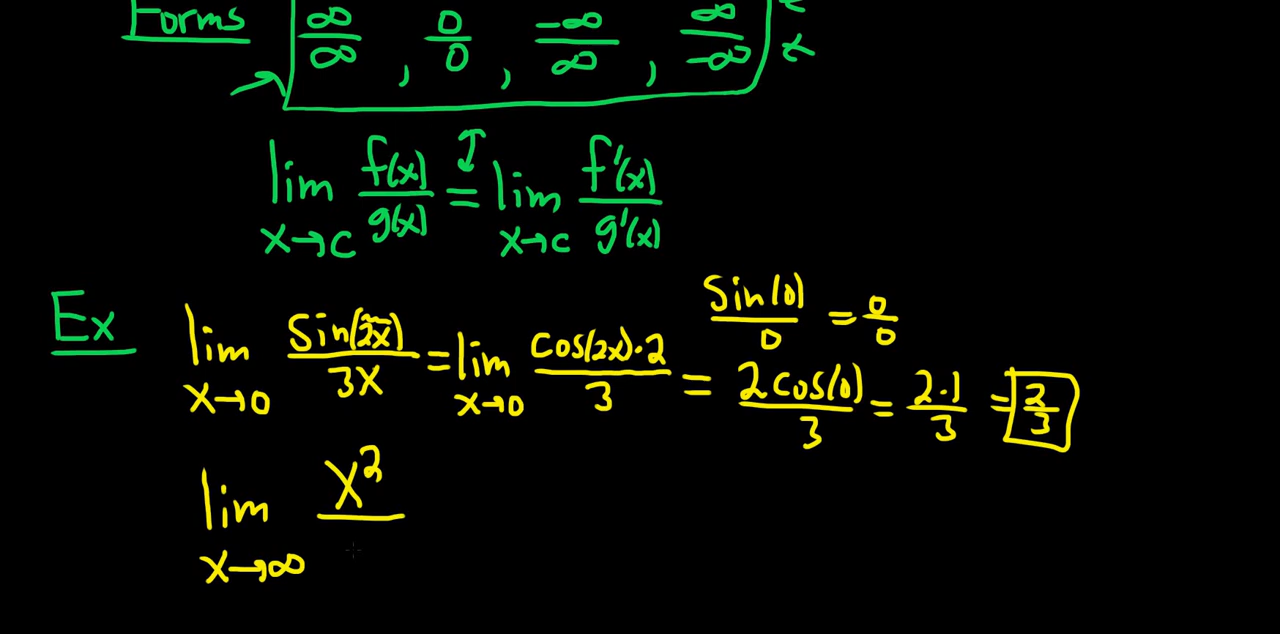 Forms ∞/∞ , 0/0 , -∞/∞ , ∞/-∞
lim x→c f(x)/g(x) = lim x→c f'(x)/g'(x)
sin(0)/0 = 0/0
Ex lim x→0 sin(2x)/3x = lim x→0 cos(2x)·2/3 = 2cos(0)/3 = 2·1/3 = 2/3
lim x→∞ x²/